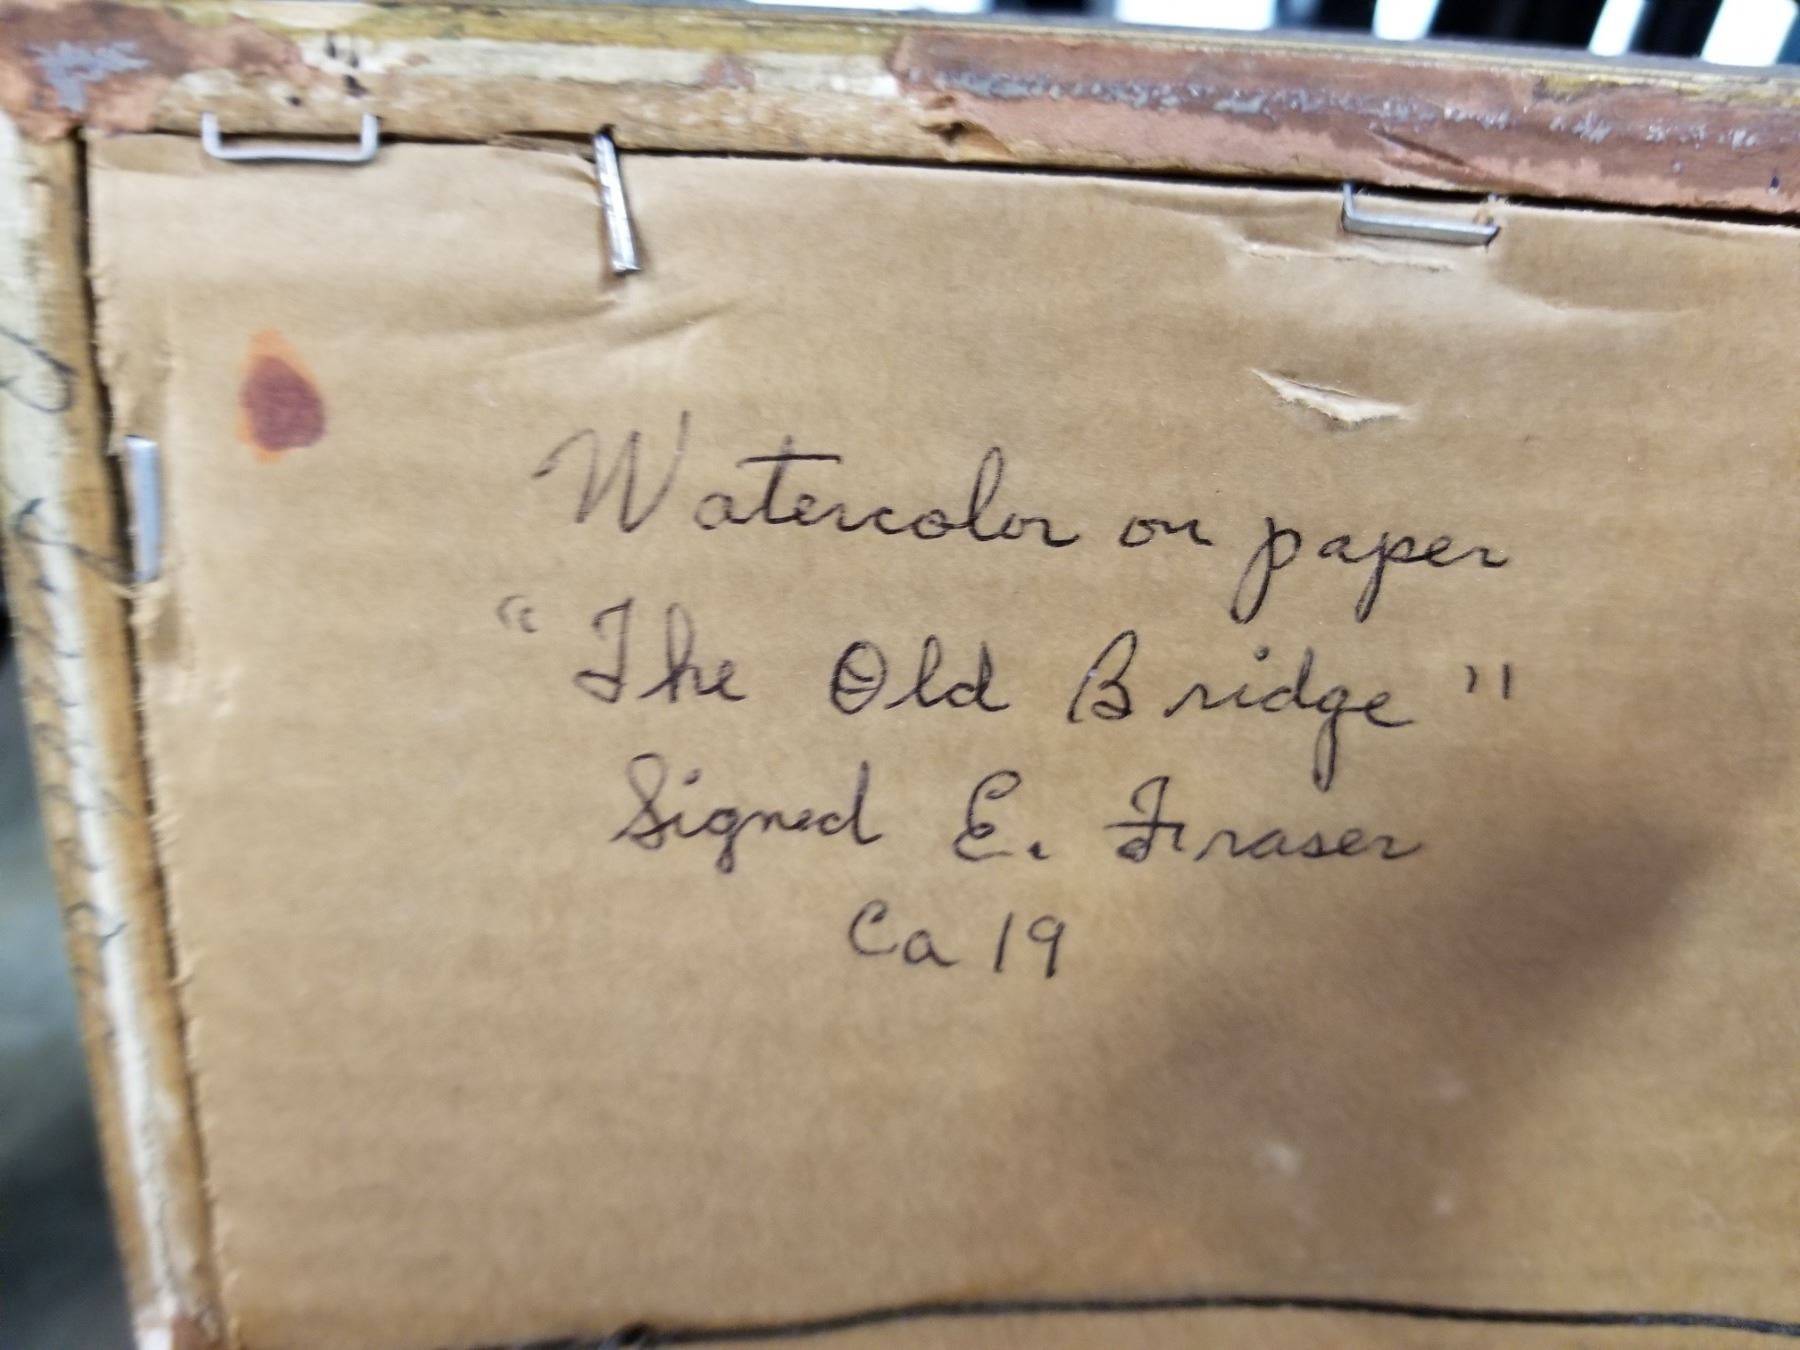 Watercolor on paper
"The Old Bridge"
Signed E. Fraser
Ca 19